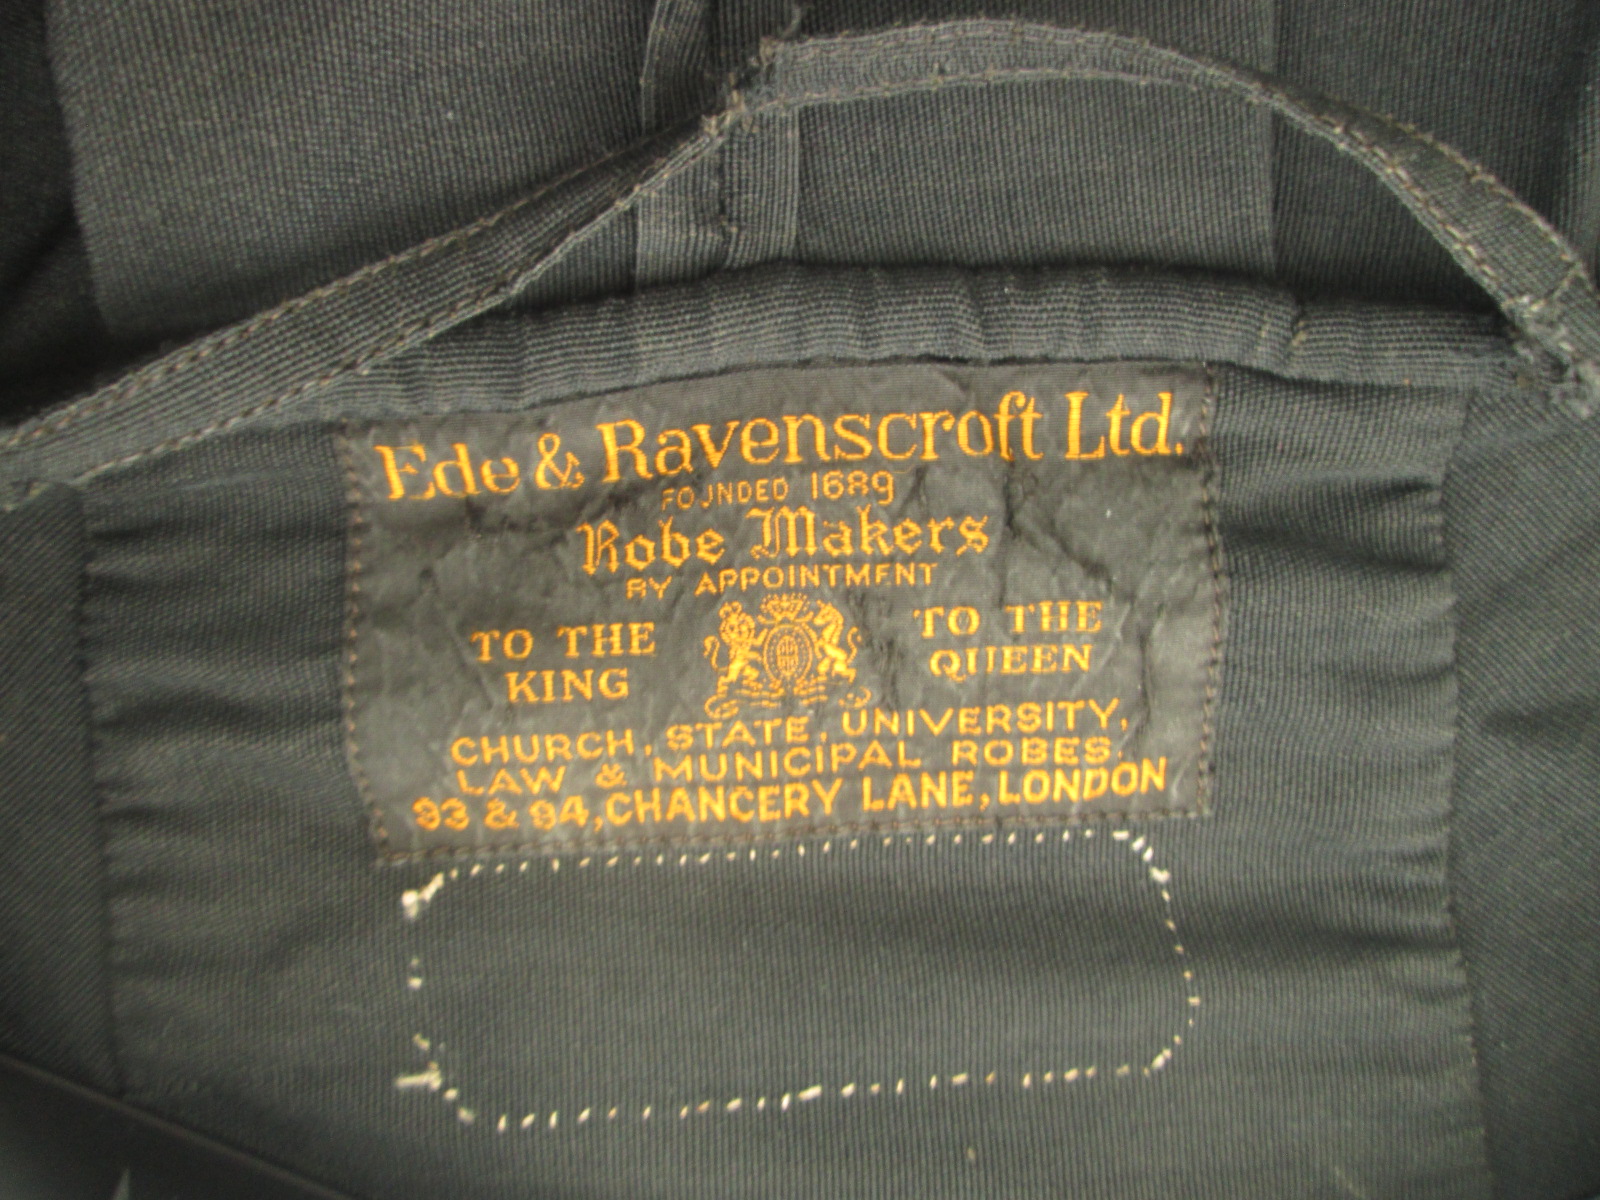 Ede & Ravenscroft Ltd.
FOUNDED 1689
Robe Makers
BY APPOINTMENT
TO THE KING
TO THE QUEEN
CHURCH, STATE, UNIVERSITY,
LAW & MUNICIPAL ROBES.
93 & 94, CHANCERY LANE, LONDON